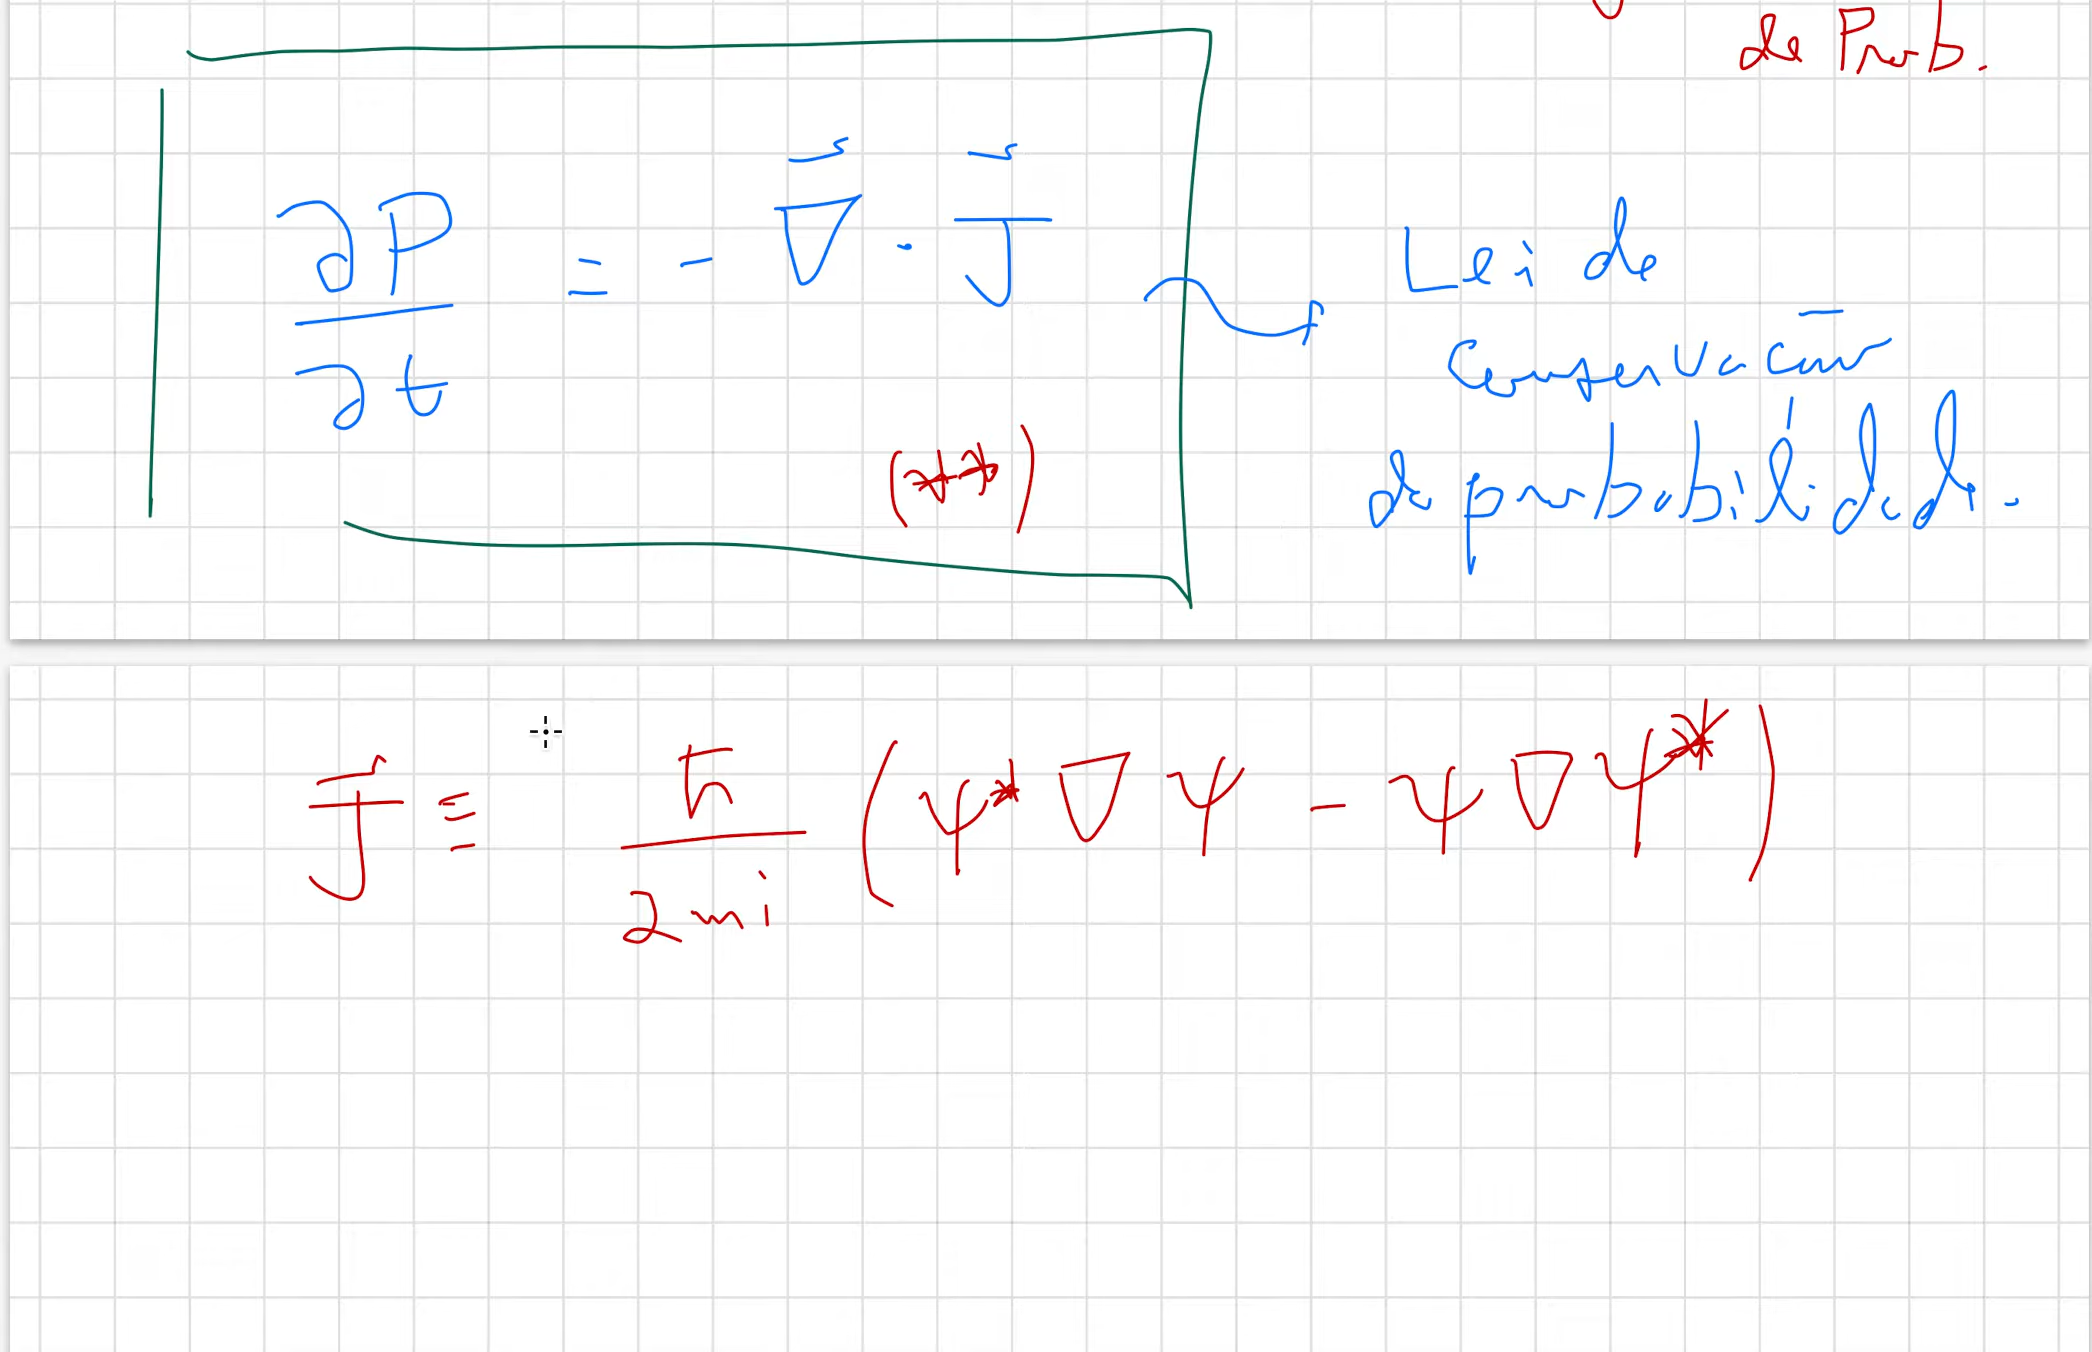 de Prob.
∂P/∂t = - ∇⃗ · J⃗
(**)
Lei de
Conservação
de probabilidade.
J⃗ ≡ ħ/2mi (ψ* ∇ψ - ψ∇ψ*)